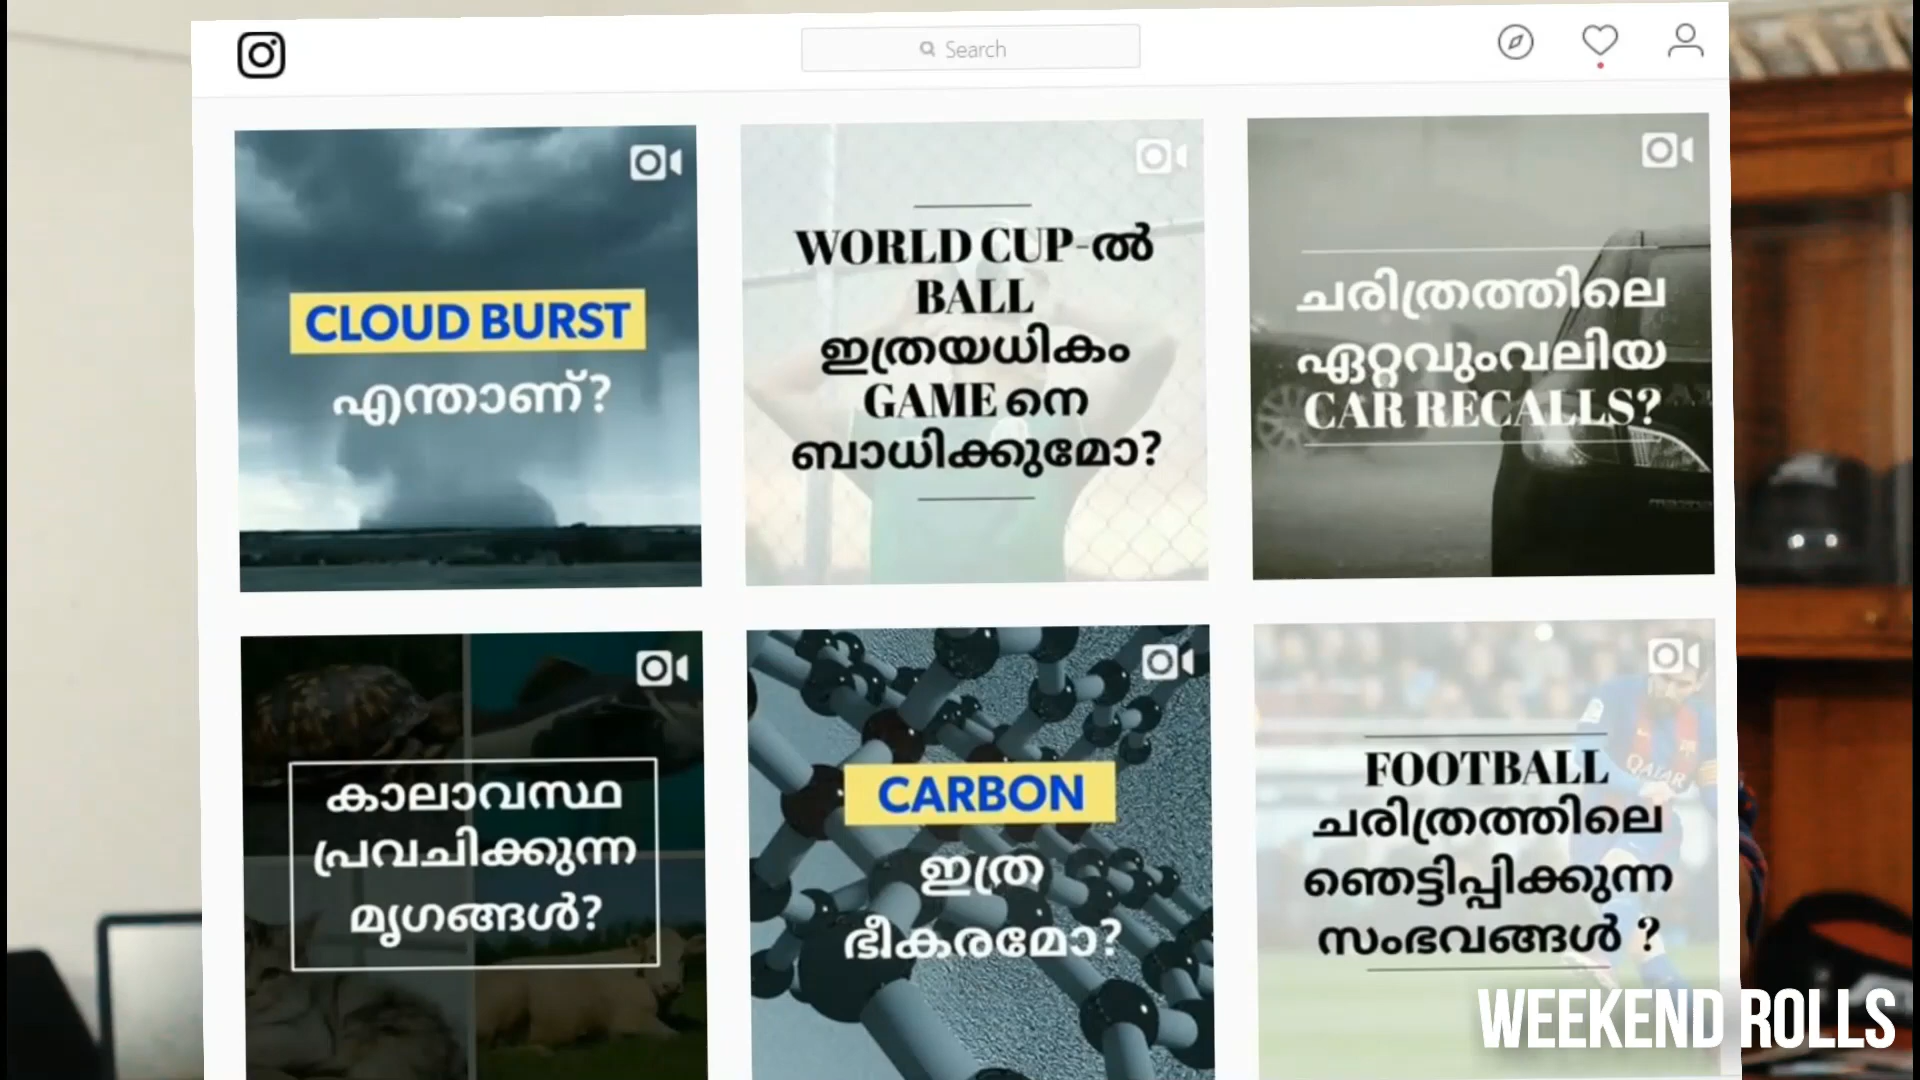 Search
CLOUD BURST
എന്താണ്?
WORLD CUP-ൽ
BALL
ഇത്രയധികം
GAME നെ
ബാധിക്കുമോ?
ചരിത്രത്തിലെ
ഏറ്റവുംവലിയ
CAR RECALLS?
കാലാവസ്ഥ
പ്രവചിക്കുന്ന
മൃഗങ്ങൾ?
CARBON
ഇത്ര
ഭീകരമോ?
FOOTBALL
ചരിത്രത്തിലെ
ഞെട്ടിപ്പിക്കുന്ന
സംഭവങ്ങൾ ?
QATAR
WEEKEND ROLLS